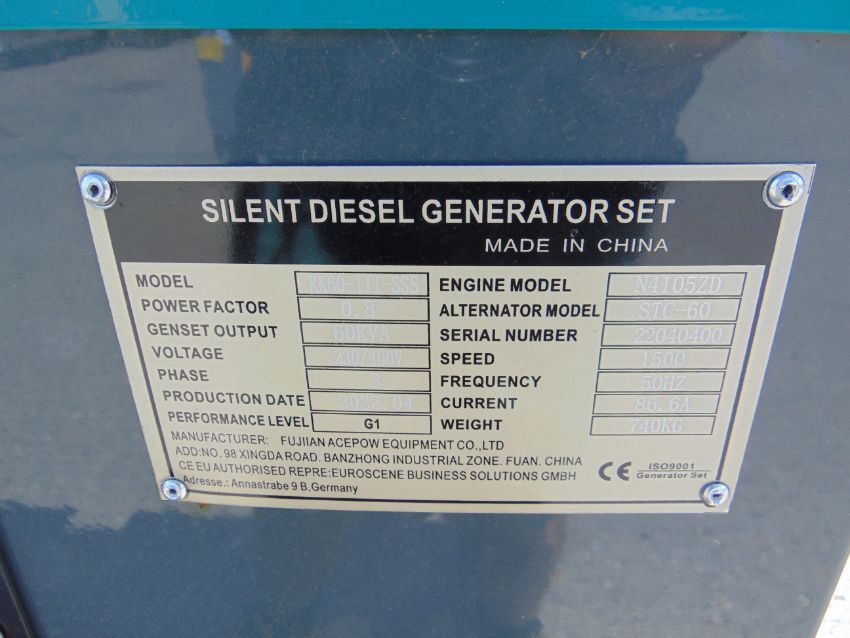 SILENT DIESEL GENERATOR SET
MADE IN CHINA
MODEL KK60-III-SSS ENGINE MODEL N4105ZD
POWER FACTOR 0.8 ALTERNATOR MODEL STC-60
GENSET OUTPUT 60KVA SERIAL NUMBER 22040400
VOLTAGE 230/400V SPEED 1500
PHASE 3 FREQUENCY 50HZ
PRODUCTION DATE 2022.04 CURRENT 86.6A
PERFORMANCE LEVEL G1 WEIGHT 740KG
MANUFACTURER: FUJIIAN ACEPOW EQUIPMENT CO.,LTD
ADD:NO. 98 XINGDA ROAD. BANZHONG INDUSTRIAL ZONE. FUAN. CHINA
CE EU AUTHORISED REPRE:EUROSCENE BUSINESS SOLUTIONS GMBH
Adresse.: Annastrabe 9 B,Germany
CE ISO9001
Generator Set